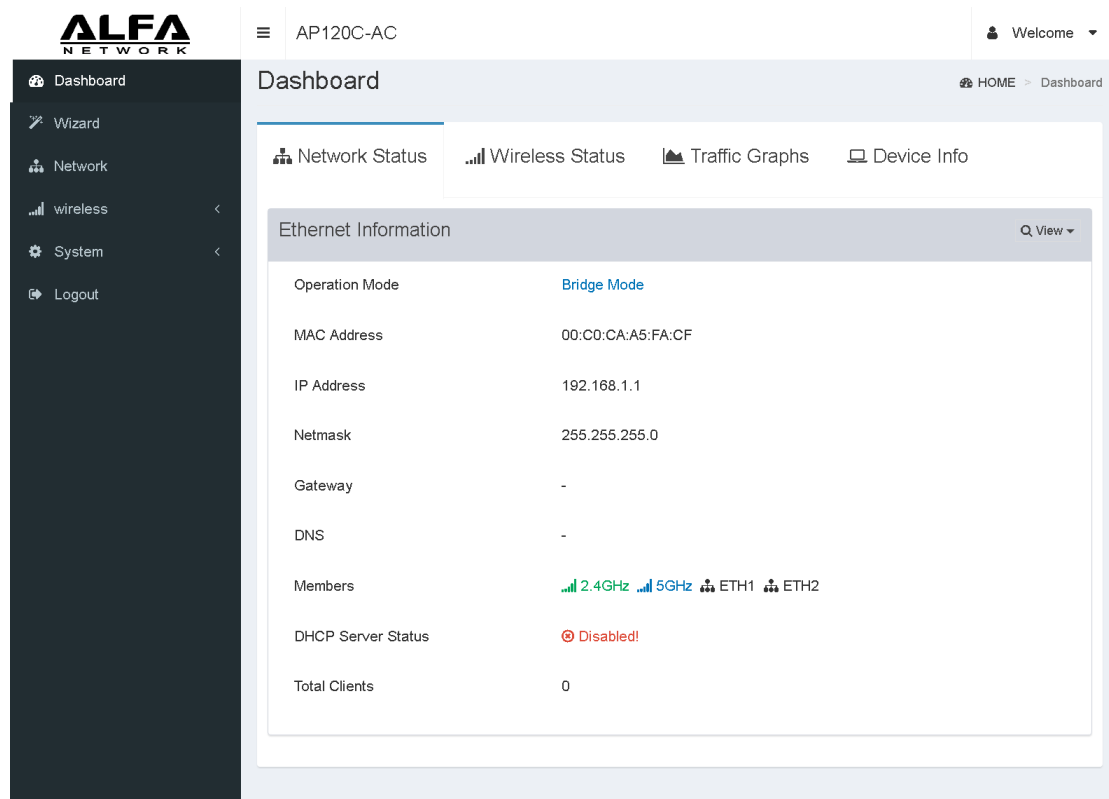 ALFA
NETWORK
AP120C-AC
Welcome
Dashboard
Wizard
Network
wireless
System
Logout
Dashboard
HOME > Dashboard
Network Status
Wireless Status
Traffic Graphs
Device Info
Ethernet Information
View
Operation Mode Bridge Mode
MAC Address 00:C0:CA:A5:FA:CF
IP Address 192.168.1.1
Netmask 255.255.255.0
Gateway -
DNS -
Members 2.4GHz 5GHz ETH1 ETH2
DHCP Server Status Disabled!
Total Clients 0